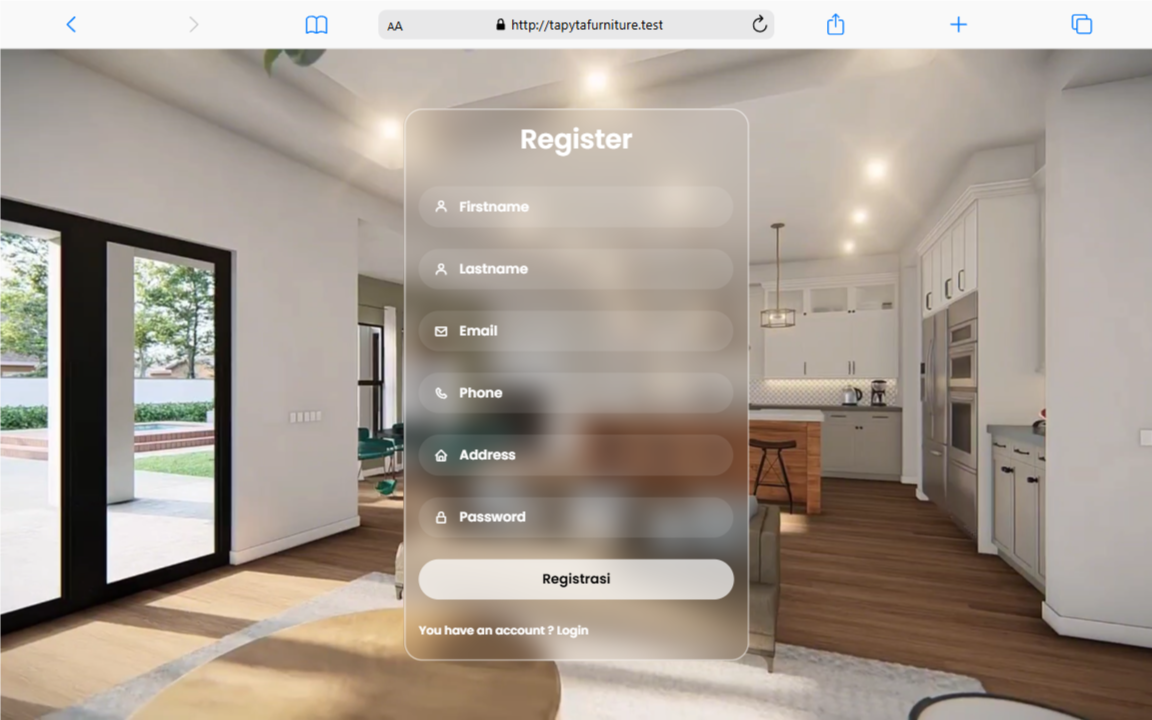 AA
http://tapytafurniture.test
Register
Firstname
Lastname
Email
Phone
Address
Password
Registrasi
You have an account ? Login